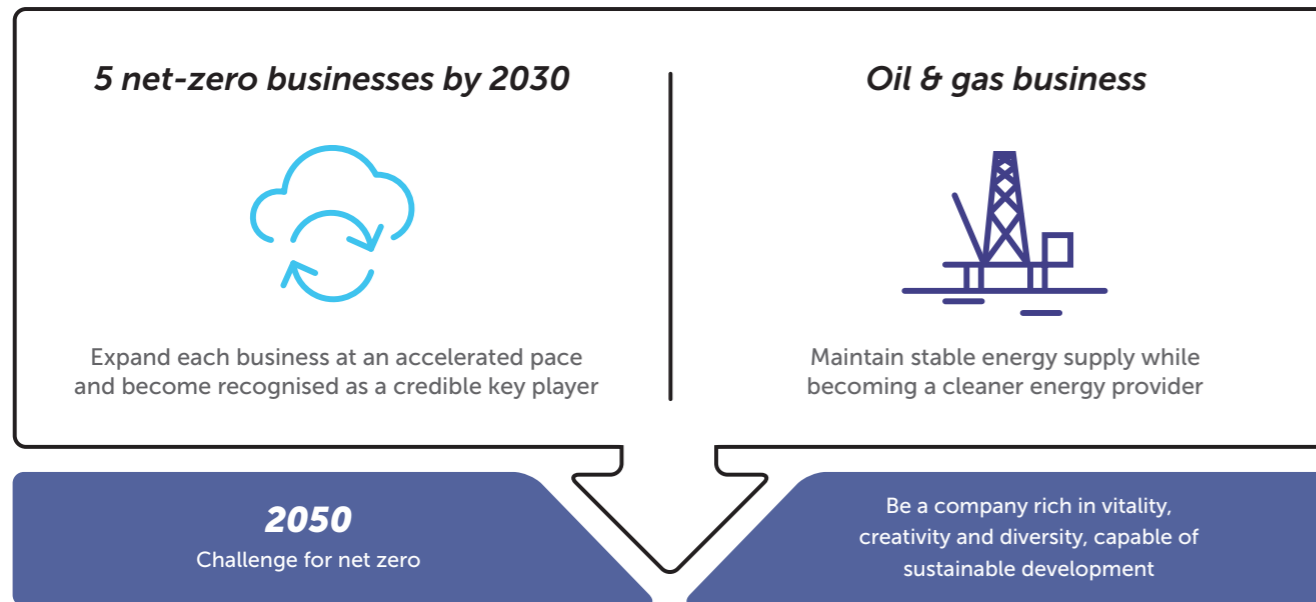 5 net-zero businesses by 2030
Expand each business at an accelerated pace
and become recognised as a credible key player
Oil & gas business
Maintain stable energy supply while
becoming a cleaner energy provider
2050
Challenge for net zero
Be a company rich in vitality,
creativity and diversity, capable of
sustainable development